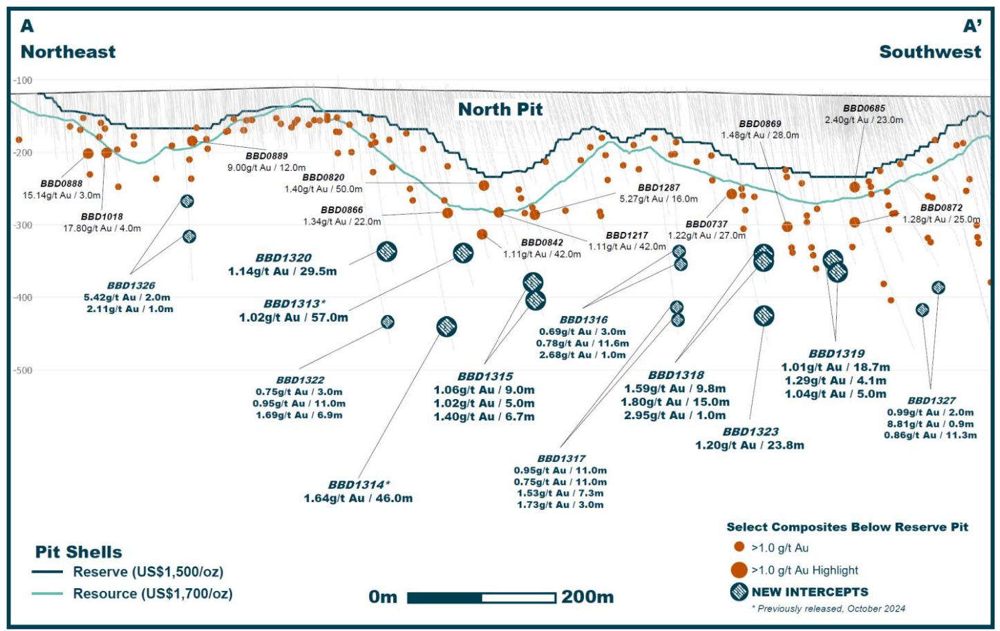 A
A’
Northeast
Southwest
-100
-200
-300
-400
-500
North Pit
BBD0685
2.40g/t Au / 23.0m
BBD0869
1.48g/t Au / 28.0m
BBD0889
9.00g/t Au / 12.0m
BBD0820
1.40g/t Au / 50.0m
BBD0888
15.14g/t Au / 3.0m
BBD1287
5.27g/t Au / 16.0m
BBD0866
1.34g/t Au / 22.0m
BBD0872
1.28g/t Au / 25.0m
BBD1018
17.80g/t Au / 4.0m
BBD0737
1.22g/t Au / 27.0m
BBD1217
1.11g/t Au / 42.0m
BBD0842
1.11g/t Au / 42.0m
BBD1320
1.14g/t Au / 29.5m
BBD1326
5.42g/t Au / 2.0m
2.11g/t Au / 1.0m
BBD1313*
1.02g/t Au / 57.0m
BBD1316
0.69g/t Au / 3.0m
0.78g/t Au / 11.6m
2.68g/t Au / 1.0m
BBD1319
1.01g/t Au / 18.7m
1.29g/t Au / 4.1m
1.04g/t Au / 5.0m
BBD1322
0.75g/t Au / 3.0m
0.95g/t Au / 11.0m
1.69g/t Au / 6.9m
BBD1315
1.06g/t Au / 9.0m
1.02g/t Au / 5.0m
1.40g/t Au / 6.7m
BBD1318
1.59g/t Au / 9.8m
1.80g/t Au / 15.0m
2.95g/t Au / 1.0m
BBD1327
0.99g/t Au / 2.0m
8.81g/t Au / 0.9m
0.86g/t Au / 11.3m
BBD1323
1.20g/t Au / 23.8m
BBD1317
0.95g/t Au / 11.0m
0.75g/t Au / 11.0m
1.53g/t Au / 7.3m
1.73g/t Au / 3.0m
BBD1314*
1.64g/t Au / 46.0m
Pit Shells
Reserve (US$1,500/oz)
Resource (US$1,700/oz)
0m
200m
Select Composites Below Reserve Pit
>1.0 g/t Au
>1.0 g/t Au Highlight
NEW INTERCEPTS
* Previously released, October 2024